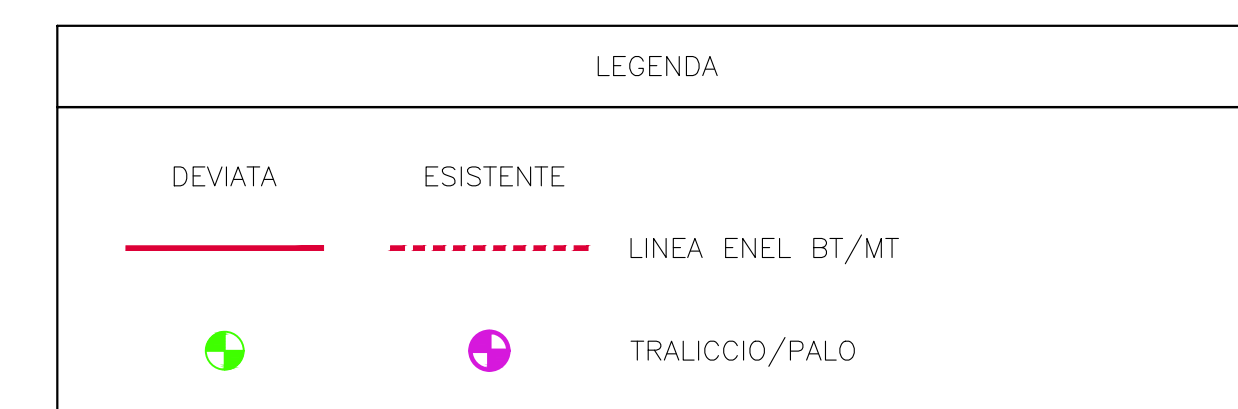 LEGENDA
DEVIATA ESISTENTE
LINEA ENEL BT/MT
TRALICCIO/PALO